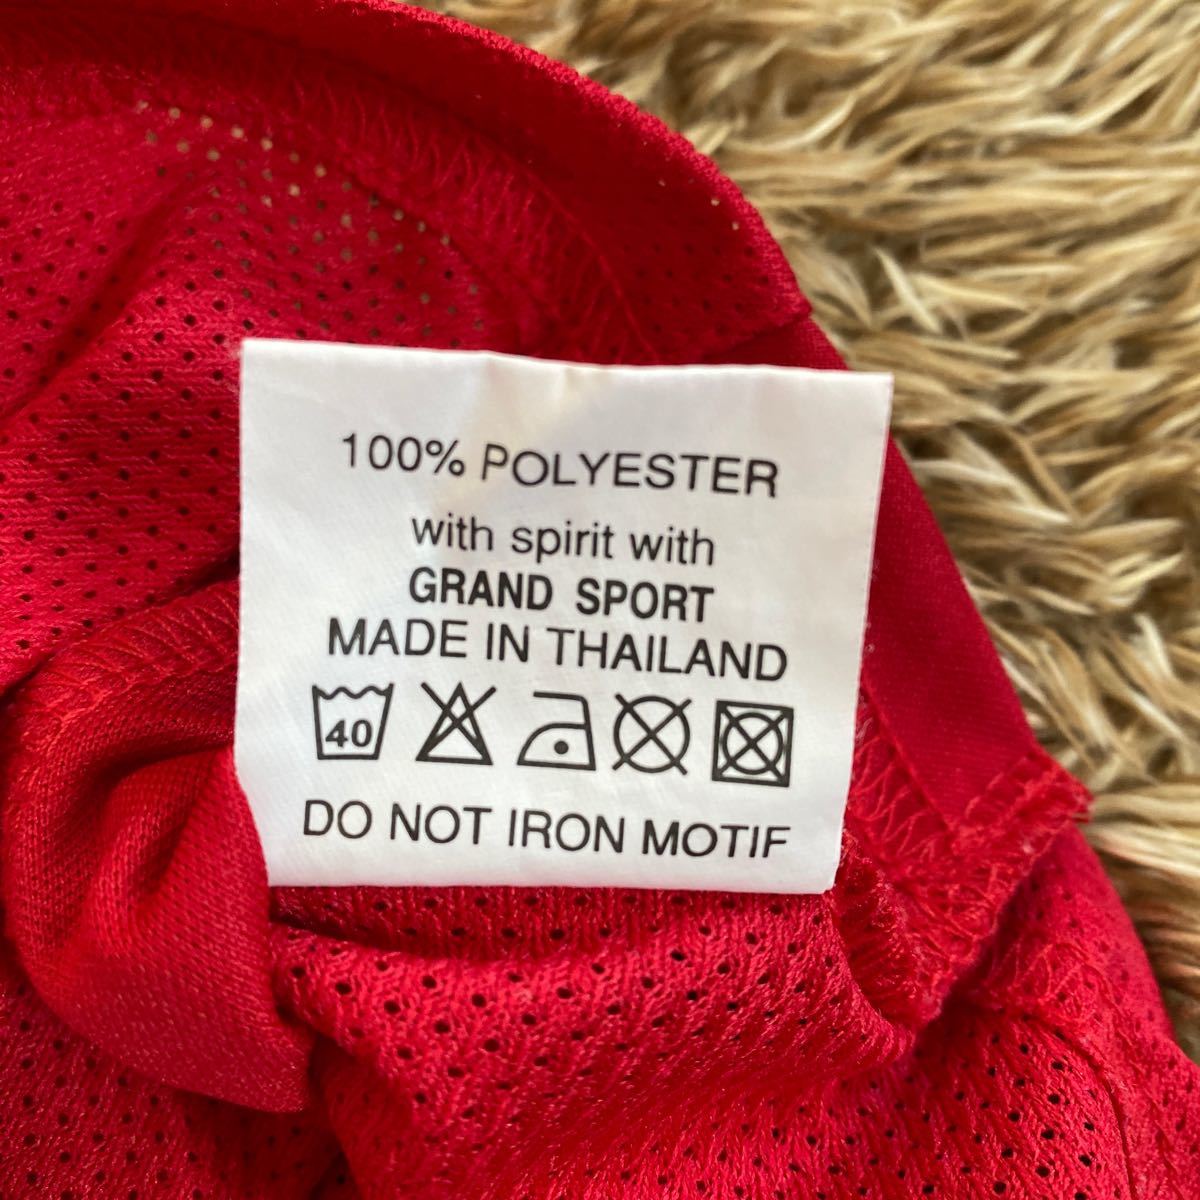 100% POLYESTER
with spirit with
GRAND SPORT
MADE IN THAILAND
40
DO NOT IRON MOTIF